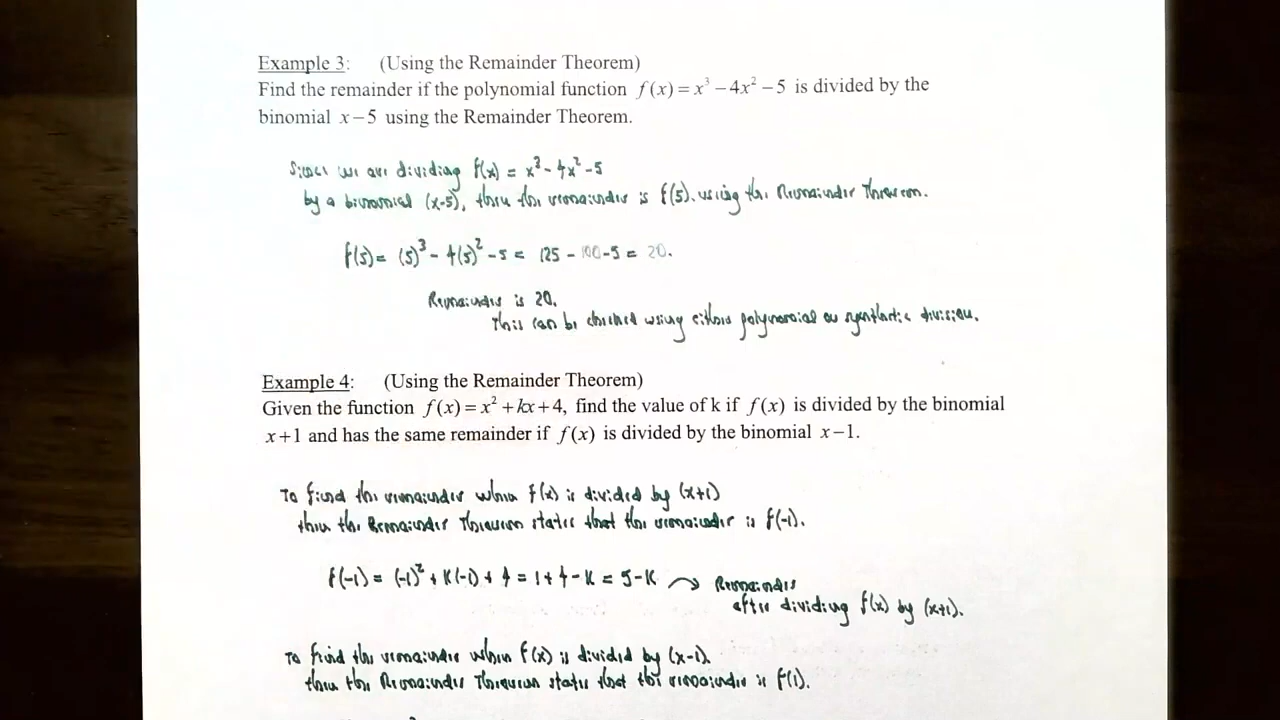 Example 3: (Using the Remainder Theorem)
Find the remainder if the polynomial function f(x)=x³−4x²−5 is divided by the
binomial x−5 using the Remainder Theorem.
Since we are dividing f(x) = x³ - 4x² - 5
by a binomial (x-5), then the remainder is f(5). using the Remainder Theorem.
f(5) = (5)³ - 4(5)² - 5 = 125 - 100 - 5 = 20.
Remainder is 20.
This can be checked using either polynomial or synthetic division.
Example 4: (Using the Remainder Theorem)
Given the function f(x)=x²+kx+4, find the value of k if f(x) is divided by the binomial
x+1 and has the same remainder if f(x) is divided by the binomial x−1.
To find the remainder when f(x) is divided by (x+1)
then the Remainder Theorem states that the remainder is f(-1).
f(-1) = (-1)² + K(-1) + 4 = 1 + 4 - K = 5 - K → Remainder
after dividing f(x) by (x+1).
To find the remainder when f(x) is divided by (x-1).
then the Remainder Theorem states that the remainder is f(1).